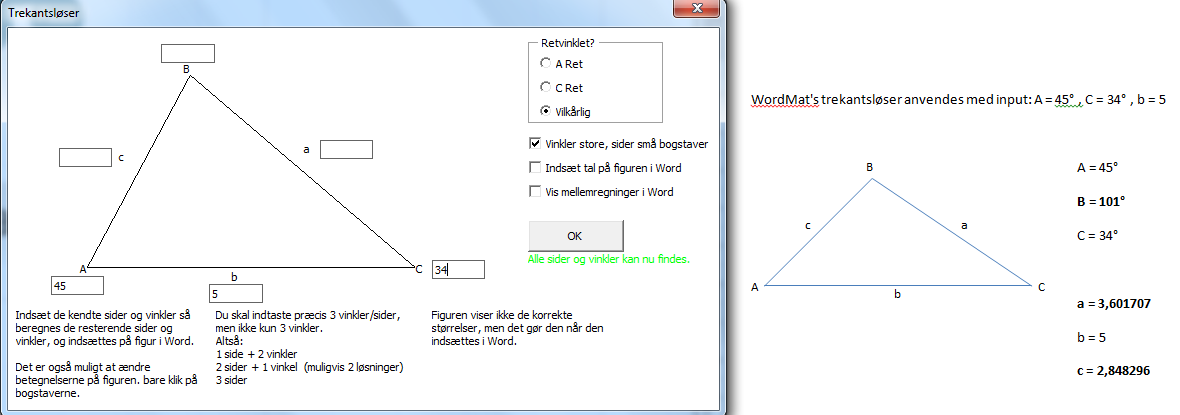 Trekantsløser
B
c
a
A
C
b
45
34
5
Retvinklet?
A Ret
C Ret
Vilkårlig
Vinkler store, sider små bogstaver
Indsæt tal på figuren i Word
Vis mellemregninger i Word
OK
Alle sider og vinkler kan nu findes.
Indsæt de kendte sider og vinkler så
beregnes de resterende sider og
vinkler, og indsættes på figur i Word.
Det er også muligt at ændre
betegnelserne på figuren. bare klik på
bogstaverne.
Du skal indtaste præcis 3 vinkler/sider,
men ikke kun 3 vinkler.
Altså:
1 side + 2 vinkler
2 sider + 1 vinkel (muligvis 2 løsninger)
3 sider
Figuren viser ikke de korrekte
størrelser, men det gør den når den
indsættes i Word.
WordMat's trekantsløser anvendes med input: A = 45° , C = 34° , b = 5
B
c
a
A
C
b
A = 45°
B = 101°
C = 34°
a = 3,601707
b = 5
c = 2,848296